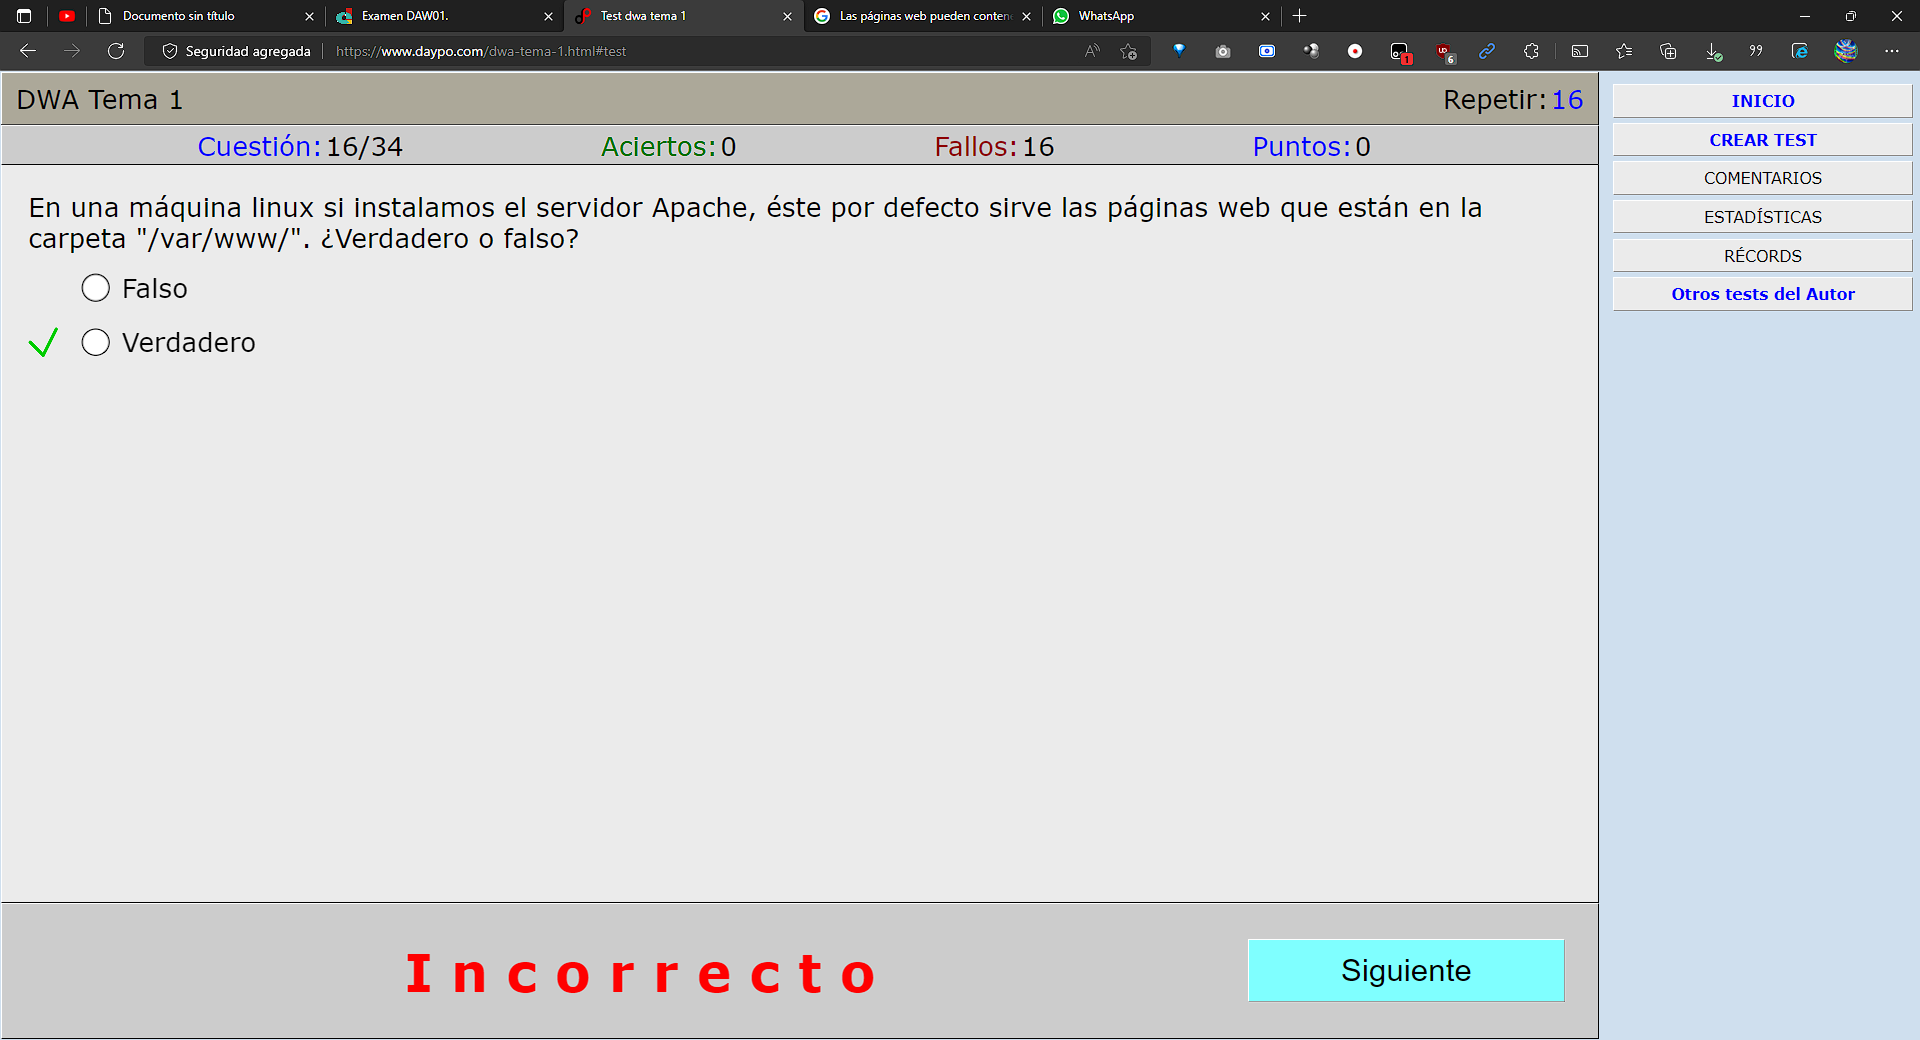 Documento sin título
Examen DAW01.
Test dwa tema 1
Las páginas web pueden conten
WhatsApp
Seguridad agregada
https://www.daypo.com/dwa-tema-1.html#test
1
6
DWA Tema 1
Repetir: 16
Cuestión: 16/34
Aciertos: 0
Fallos: 16
Puntos: 0
En una máquina linux si instalamos el servidor Apache, éste por defecto sirve las páginas web que están en la
carpeta "/var/www/". ¿Verdadero o falso?
Falso
Verdadero
Incorrecto
Siguiente
INICIO
CREAR TEST
COMENTARIOS
ESTADÍSTICAS
RÉCORDS
Otros tests del Autor